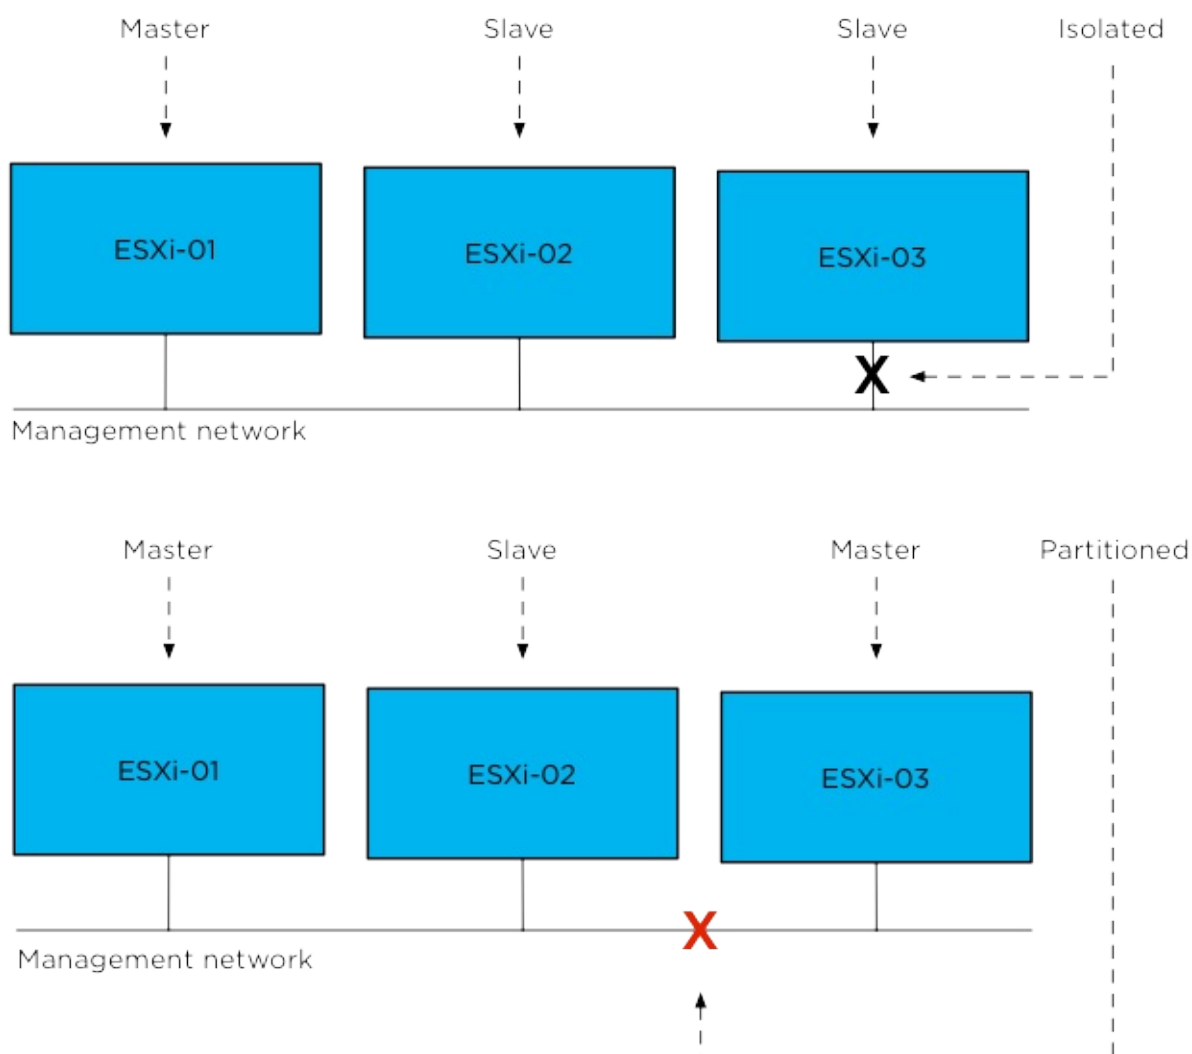 Master Slave Slave Isolated
ESXi-01 ESXi-02 ESXi-03
X
Management network
Master Slave Master Partitioned
ESXi-01 ESXi-02 ESXi-03
X
Management network